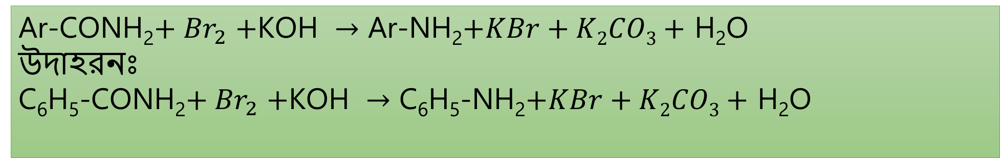 Ar-CONH₂+ Br₂ +KOH → Ar-NH₂+KBr + K₂CO₃ + H₂O
উদাহরনঃ
C₆H₅-CONH₂+ Br₂ +KOH → C₆H₅-NH₂+KBr + K₂CO₃ + H₂O